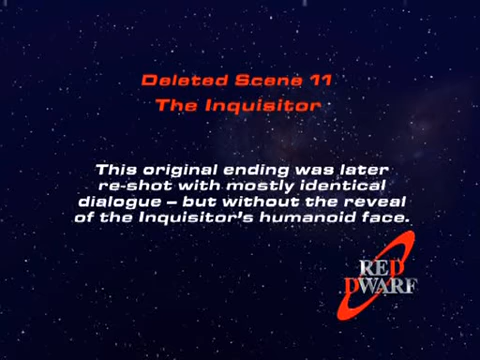 Deleted Scene 11
The Inquisitor
This original ending was later
re-shot with mostly identical
dialogue – but without the reveal
of the Inquisitor's humanoid face.
RED
DWARF